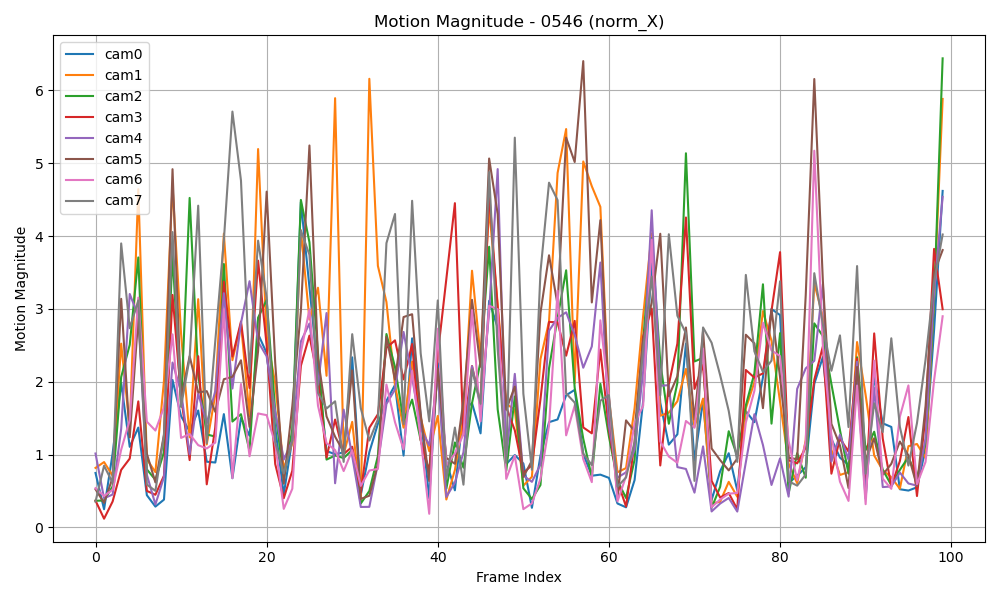 Motion Magnitude - 0546 (norm_X)
cam0
cam1
cam2
cam3
cam4
cam5
cam6
cam7
Motion Magnitude
6
5
4
3
2
1
0
0 20 40 60 80 100
Frame Index